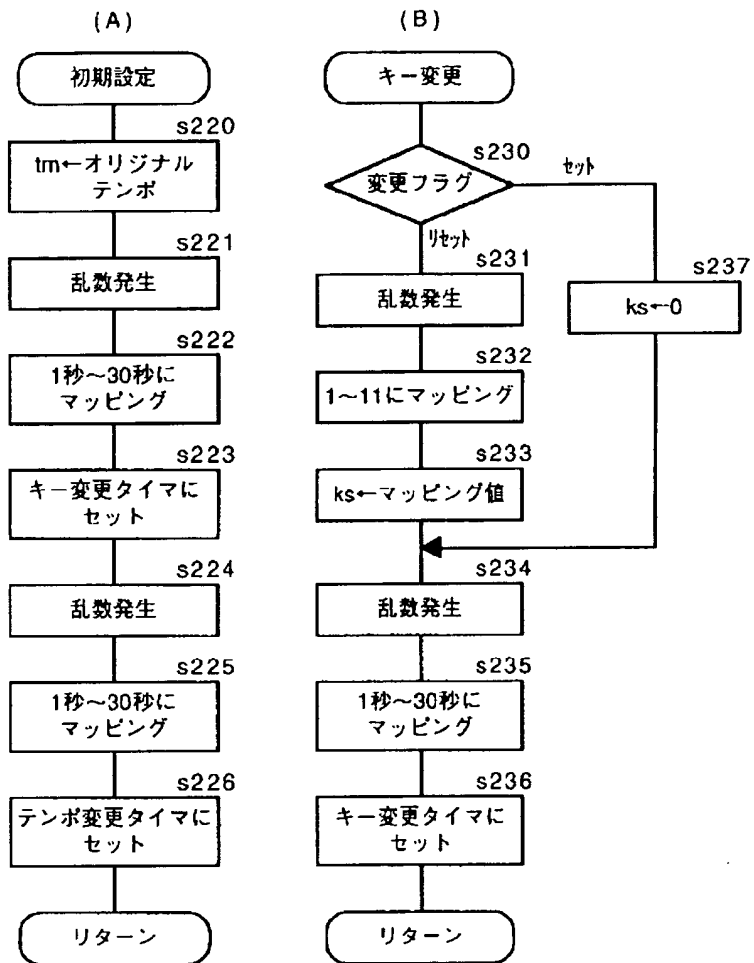 (A)
初期設定
s220
tm←オリジナル
テンポ
s221
乱数発生
s222
1秒〜30秒に
マッピング
s223
キー変更タイマに
セット
s224
乱数発生
s225
1秒〜30秒に
マッピング
s226
テンポ変更タイマに
セット
リターン
(B)
キー変更
s230
変更フラグ
セット
リセット
s231
乱数発生
s237
ks←0
s232
1〜11にマッピング
s233
ks←マッピング値
s234
乱数発生
s235
1秒〜30秒に
マッピング
s236
キー変更タイマに
セット
リターン